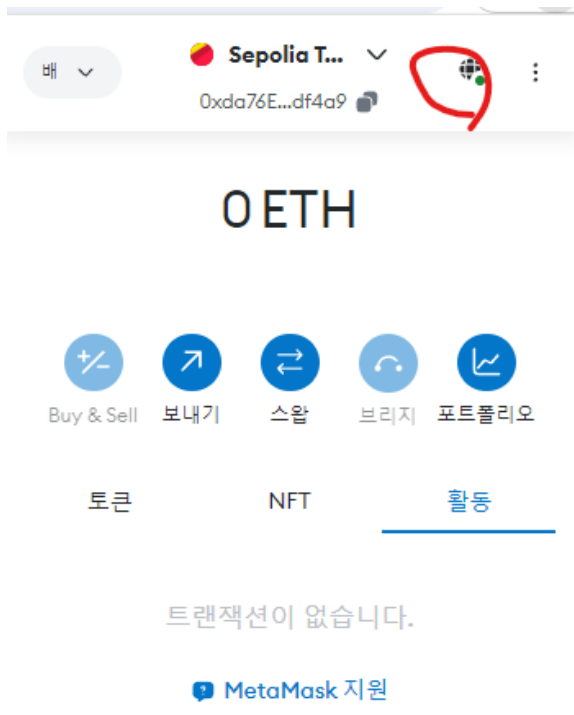 배
Sepolia T...
0xda76E...df4a9
0 ETH
Buy & Sell 보내기 스왑 브리지 포트폴리오
토큰 NFT 활동
트랜잭션이 없습니다.
MetaMask 지원